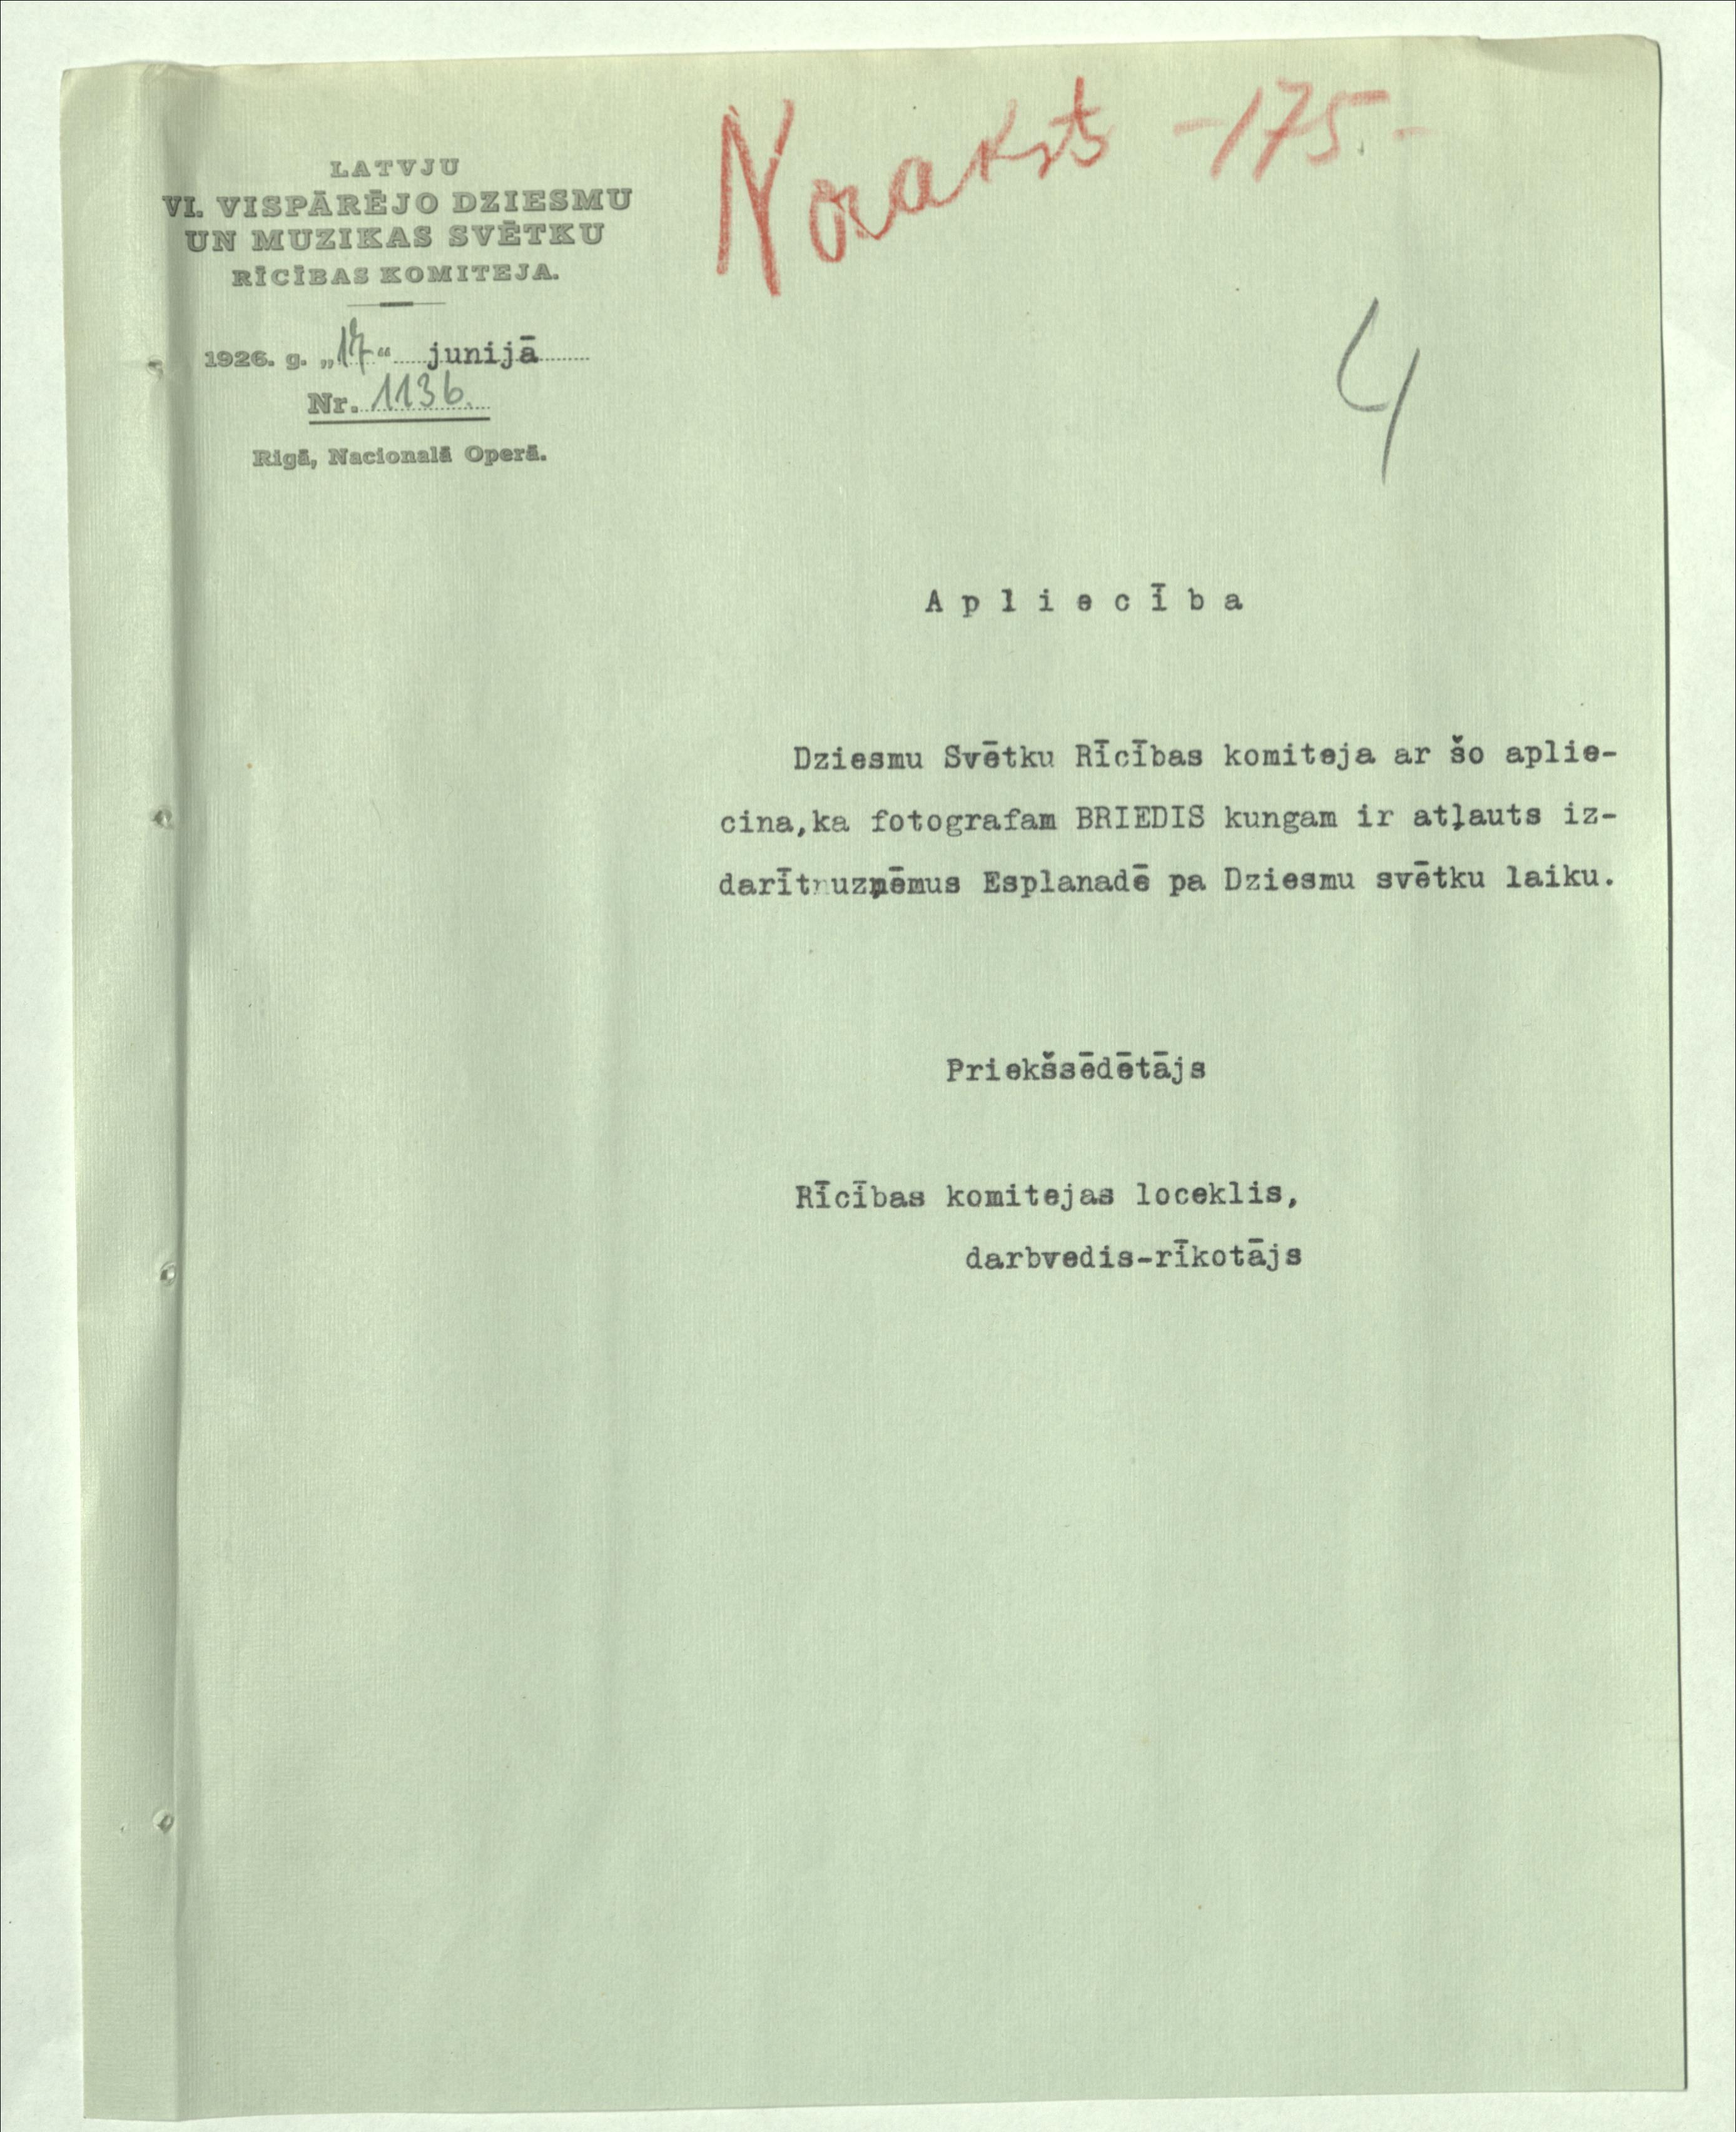 Noraksts -175.-
LATVJU
VI. VISPĀRĒJO DZIESMU
UN MUZIKAS SVĒTKU
RĪCĪBAS KOMITEJA.
1926. g. „17“ junijā
Nr. 1136.
Rigā, Nacionalā Operā.
4
Apliecība
Dziesmu Svētku Rīcības komiteja ar šo aplie-
cina,ka fotografam BRIEDIS kungam ir atļauts iz-
darīt uzņēmus Esplanadē pa Dziesmu svētku laiku.
Priekšsēdētājs
Rīcības komitejas loceklis,
darbvedis-rīkotājs